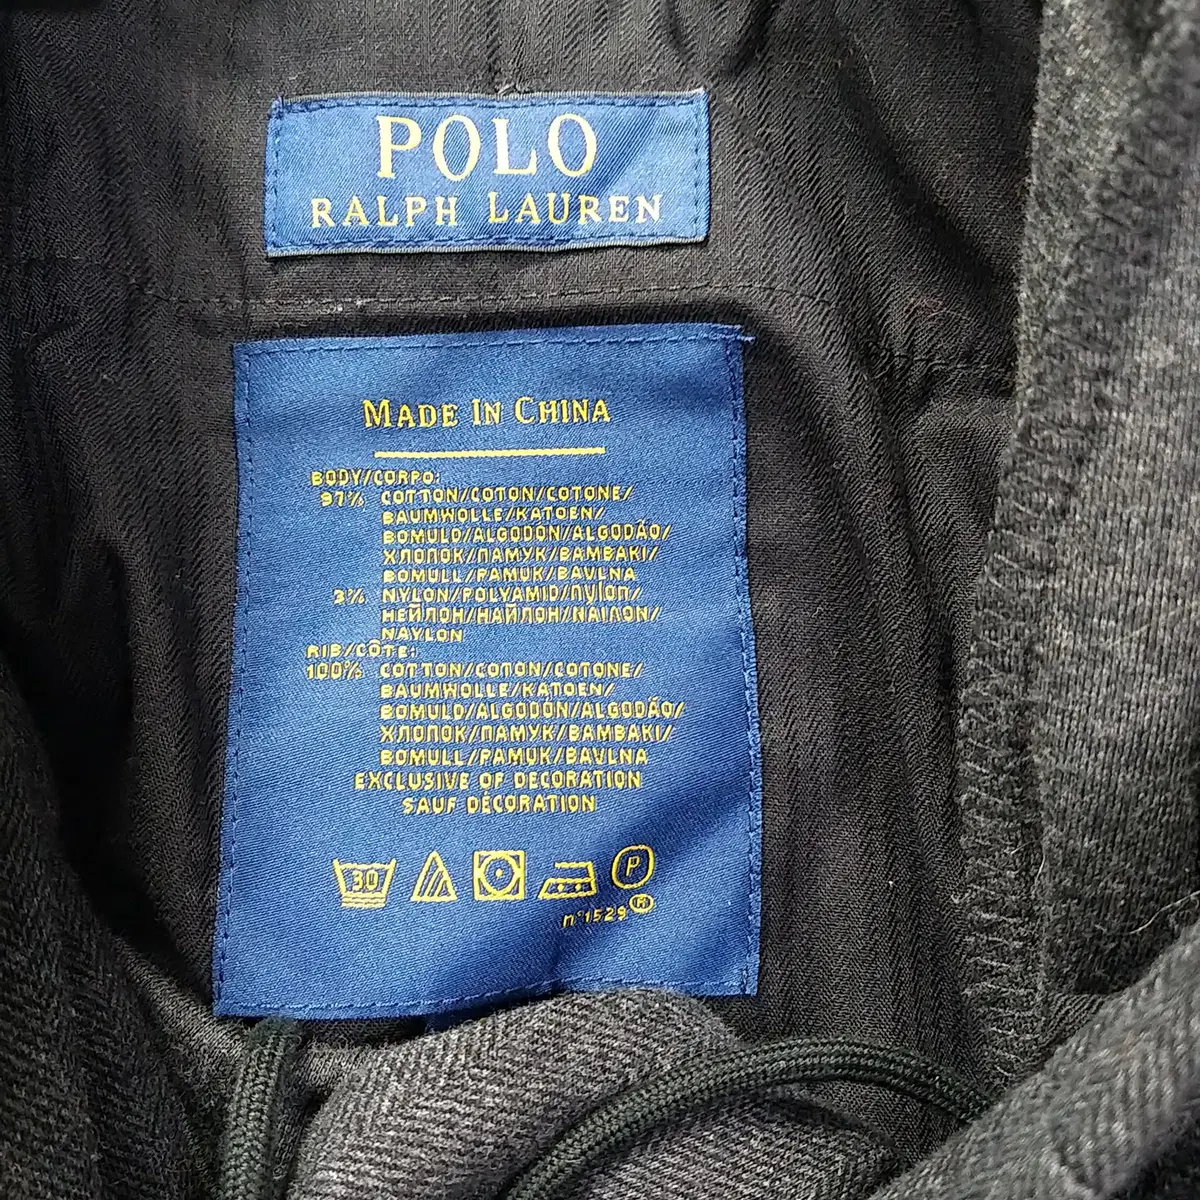 POLO
RALPH LAUREN
MADE IN CHINA
BODY/CORPO:
97% COTTON/COTON/COTONE/
BAUMWOLLE/KATOEN/
BOMULD/ALGODÓN/ALGODÃO/
ХЛОПОК/ПАМУК/BAMBAKI/
BOMULL/PAMUK/BAVLNA
3% NYLON/POLYAMID/NYLON/
НЕЙЛОН/НАЙЛОН/NAIΛON/
NAYLON
RIB/CÔTE:
100% COTTON/COTON/COTONE/
BAUMWOLLE/KATOEN/
BOMULD/ALGODÓN/ALGODÃO/
ХЛОПОК/ПАМУК/BAMBAKI/
BOMULL/PAMUK/BAVLNA
EXCLUSIVE OF DECORATION
SAUF DÉCORATION
30 P
n°1529 ®